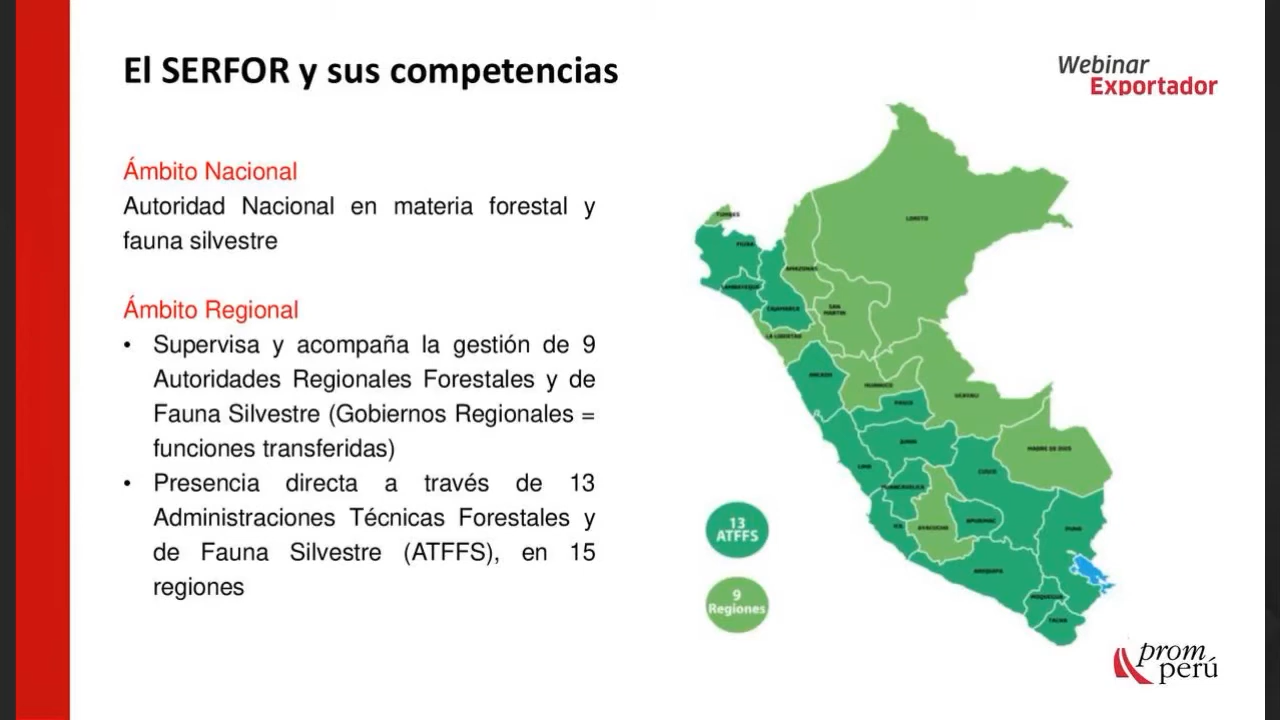 El SERFOR y sus competencias
Webinar
Exportador
Ámbito Nacional
Autoridad Nacional en materia forestal y
fauna silvestre
Ámbito Regional
• Supervisa y acompaña la gestión de 9
Autoridades Regionales Forestales y de
Fauna Silvestre (Gobiernos Regionales =
funciones transferidas)
• Presencia directa a través de 13
Administraciones Técnicas Forestales y
de Fauna Silvestre (ATFFS), en 15
regiones
TUMBES
PIURA
LORETO
AMAZONAS
LAMBAYEQUE
CAJAMARCA
SAN
MARTIN
LA LIBERTAD
ANCASH
HUANUCO
UCAYALI
PASCO
JUNIN
MADRE DE DIOS
LIMA
CUSCO
HUANCAVELICA
ICA
AYACUCHO
APURIMAC
PUNO
AREQUIPA
MOQUEGUA
TACNA
13
ATFFS
9
Regiones
prom
perú